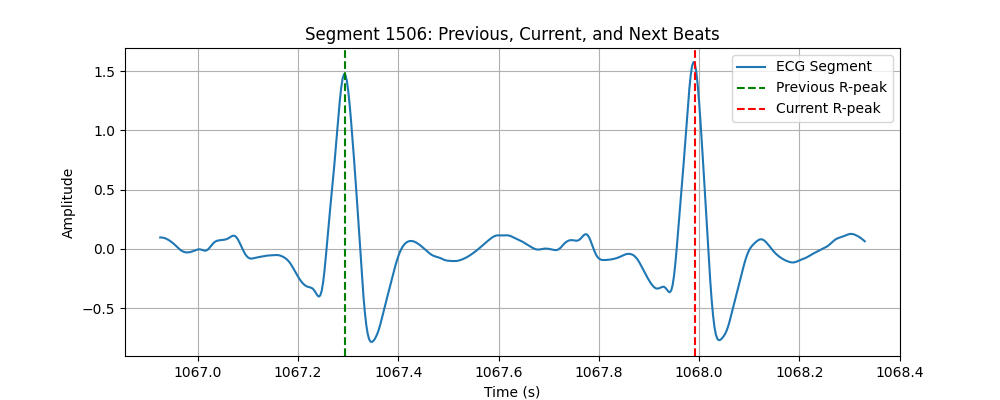 Segment 1506: Previous, Current, and Next Beats
ECG Segment
Previous R-peak
Current R-peak
1.5
1.0
0.5
0.0
−0.5
Amplitude
1067.0 1067.2 1067.4 1067.6 1067.8 1068.0 1068.2 1068.4
Time (s)